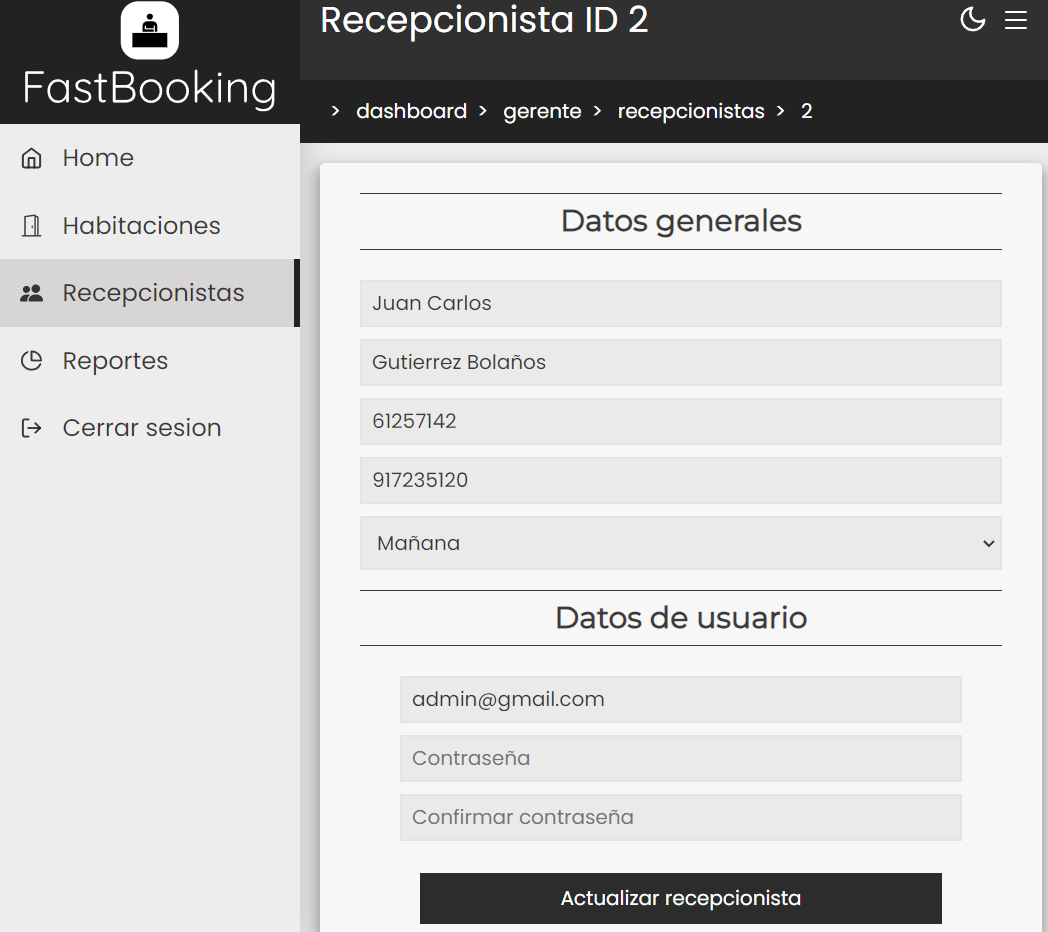 FastBooking
Home
Habitaciones
Recepcionistas
Reportes
Cerrar sesion
Recepcionista ID 2
> dashboard > gerente > recepcionistas > 2
Datos generales
Juan Carlos
Gutierrez Bolaños
61257142
917235120
Mañana
Datos de usuario
admin@gmail.com
Contraseña
Confirmar contraseña
Actualizar recepcionista